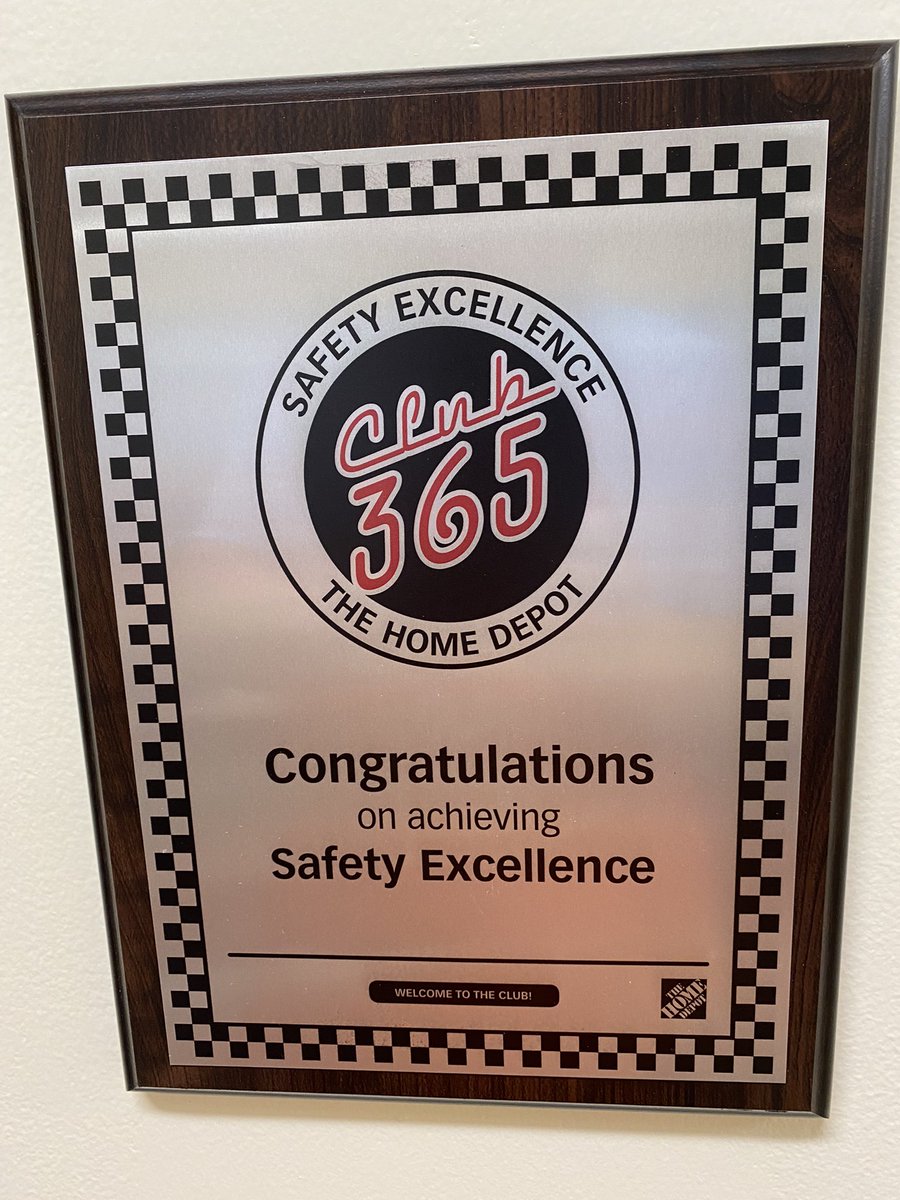 SAFETY EXCELLENCE
Club
365
THE HOME DEPOT
Congratulations
on achieving
Safety Excellence
WELCOME TO THE CLUB!
THE
HOME
DEPOT